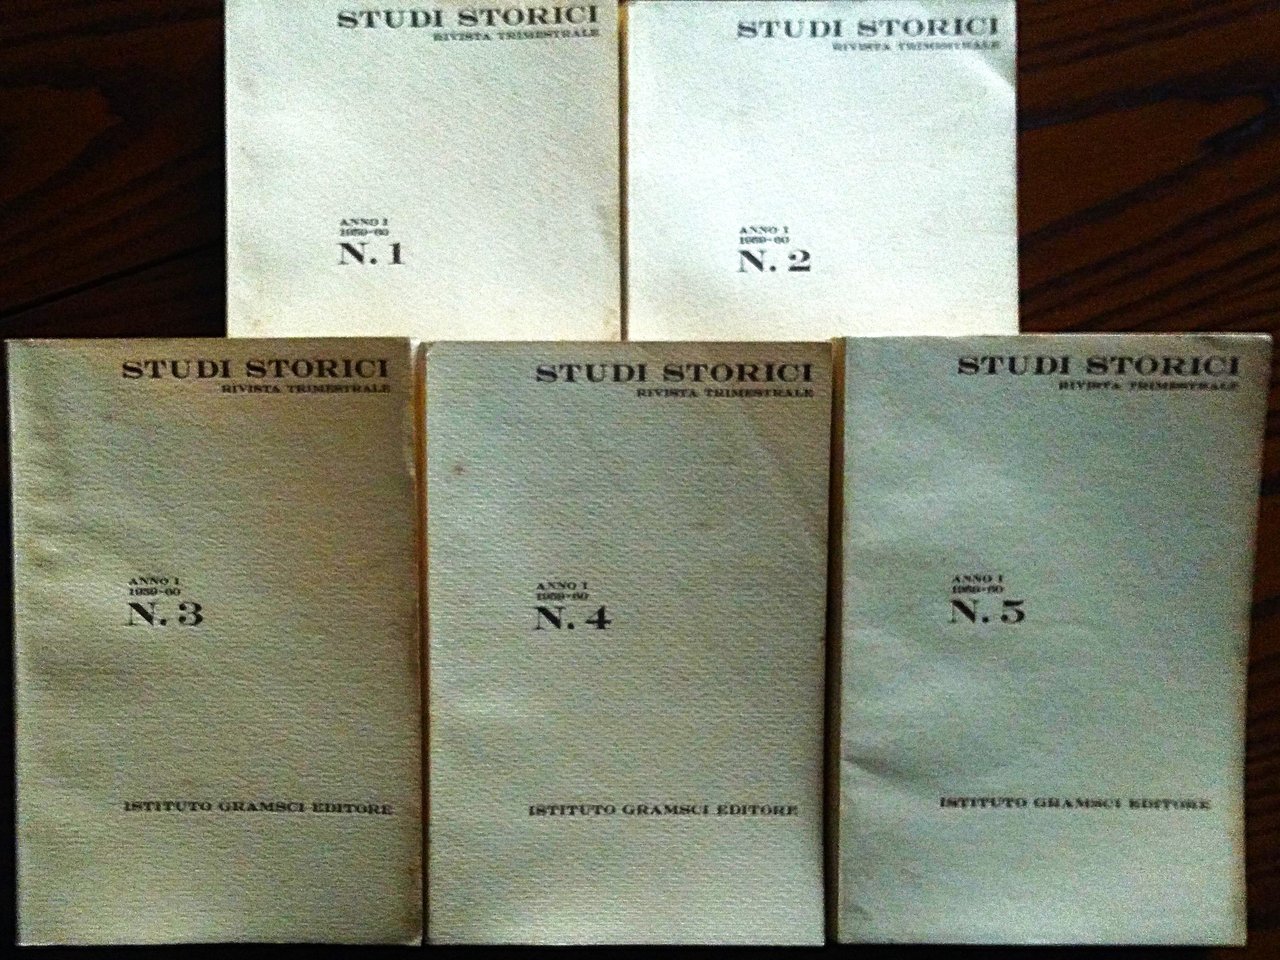 STUDI STORICI
RIVISTA TRIMESTRALE
ANNO I
1959-60
N. 1
STUDI STORICI
RIVISTA TRIMESTRALE
ANNO I
1959-60
N. 2
STUDI STORICI
RIVISTA TRIMESTRALE
ANNO I
1959-60
N. 3
ISTITUTO GRAMSCI EDITORE
STUDI STORICI
RIVISTA TRIMESTRALE
ANNO I
1959-60
N. 4
ISTITUTO GRAMSCI EDITORE
STUDI STORICI
RIVISTA TRIMESTRALE
ANNO I
1959-60
N. 5
ISTITUTO GRAMSCI EDITORE